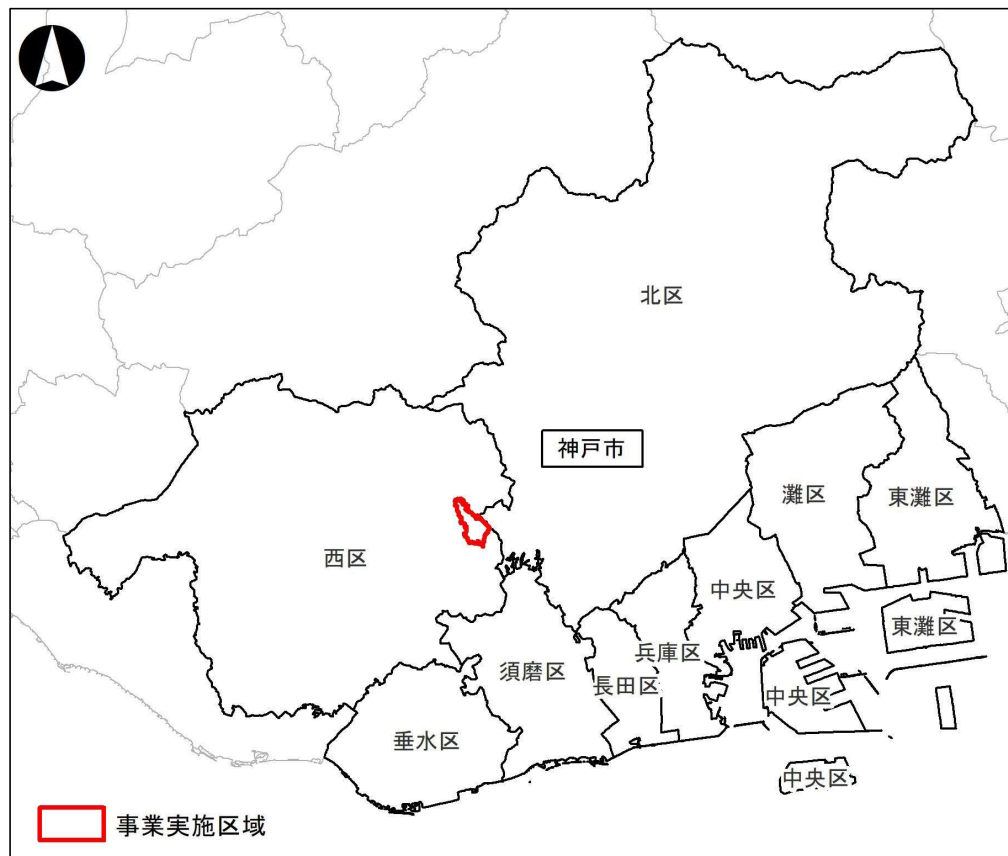 北区
神戸市
灘区
東灘区
西区
中央区
東灘区
兵庫区
須磨区
長田区
中央区
垂水区
中央区
事業実施区域